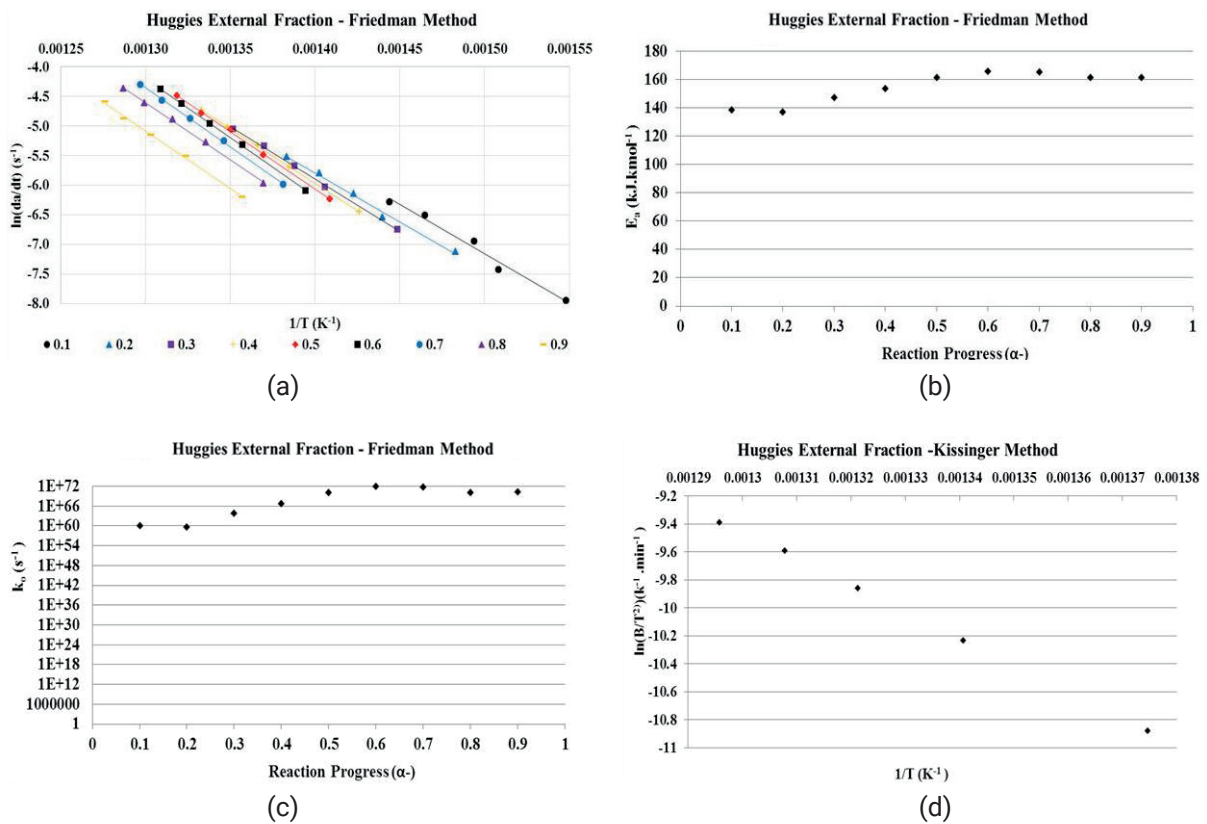 Huggies External Fraction - Friedman Method
0.00125 0.00130 0.00135 0.00140 0.00145 0.00150 0.00155
-4.0
-4.5
-5.0
-5.5
-6.0
-6.5
-7.0
-7.5
-8.0
ln(da/dt) (s⁻¹)
1/T (K⁻¹)
0.1 0.2 0.3 0.4 0.5 0.6 0.7 0.8 0.9
(a)
Huggies External Fraction - Friedman Method
180
160
140
120
100
80
60
40
20
0
Eₐ (kJ.kmol⁻¹)
0 0.1 0.2 0.3 0.4 0.5 0.6 0.7 0.8 0.9 1
Reaction Progress (α-)
(b)
Huggies External Fraction - Friedman Method
1E+72
1E+66
1E+60
1E+54
1E+48
1E+42
1E+36
1E+30
1E+24
1E+18
1E+12
1000000
1
kₒ (s⁻¹)
0 0.1 0.2 0.3 0.4 0.5 0.6 0.7 0.8 0.9 1
Reaction Progress (α-)
(c)
Huggies External Fraction -Kissinger Method
0.00129 0.0013 0.00131 0.00132 0.00133 0.00134 0.00135 0.00136 0.00137 0.00138
-9.2
-9.4
-9.6
-9.8
-10
-10.2
-10.4
-10.6
-10.8
-11
ln(B/T²⁾)(k⁻¹ .min⁻¹)
1/T (K⁻¹)
(d)